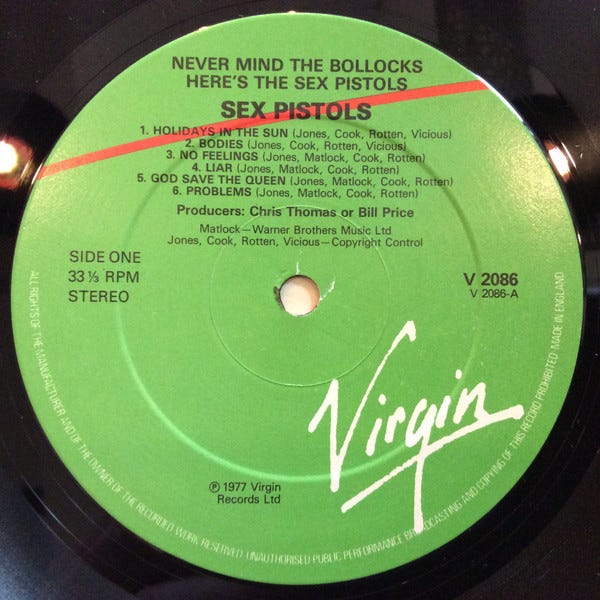 NEVER MIND THE BOLLOCKS
HERE'S THE SEX PISTOLS
SEX PISTOLS
1. HOLIDAYS IN THE SUN (Jones, Cook, Rotten, Vicious)
2. BODIES (Jones, Cook, Rotten, Vicious)
3. NO FEELINGS (Jones, Matlock, Cook, Rotten)
4. LIAR (Jones, Matlock, Cook, Rotten)
5. GOD SAVE THE QUEEN (Jones, Matlock, Cook, Rotten)
6. PROBLEMS (Jones, Matlock, Cook, Rotten)
Producers: Chris Thomas or Bill Price
Matlock—Warner Brothers Music Ltd
Jones, Cook, Rotten, Vicious—Copyright Control
SIDE ONE
33⅓ RPM
STEREO
V 2086
V 2086-A
Virgin
℗ 1977 Virgin
Records Ltd
ALL RIGHTS OF THE MANUFACTURER AND OF THE OWNER OF THE RECORDED WORK RESERVED. UNAUTHORISED PUBLIC PERFORMANCE BROADCASTING AND COPYING OF THIS RECORD PROHIBITED. MADE IN ENGLAND